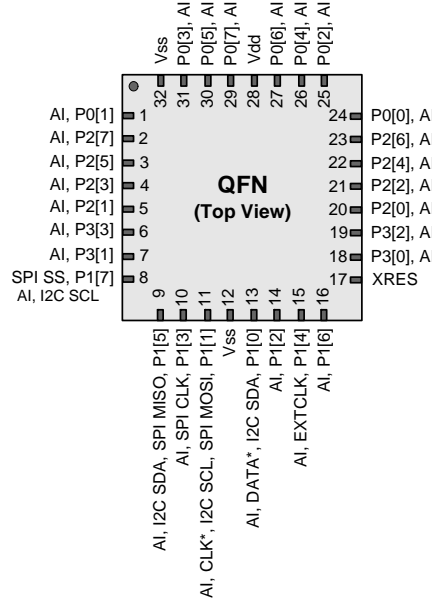 Vss
P0[3], AI
P0[5], AI
P0[7], AI
Vdd
P0[6], AI
P0[4], AI
P0[2], AI
32
31
30
29
28
27
26
25
AI, P0[1] 1
AI, P2[7] 2
AI, P2[5] 3
AI, P2[3] 4
AI, P2[1] 5
AI, P3[3] 6
AI, P3[1] 7
SPI SS, P1[7] 8
AI, I2C SCL
QFN
(Top View)
24 P0[0], AI
23 P2[6], AI
22 P2[4], AI
21 P2[2], AI
20 P2[0], AI
19 P3[2], AI
18 P3[0], AI
17 XRES
9
10
11
12
13
14
15
16
AI, I2C SDA, SPI MISO, P1[5]
AI, SPI CLK, P1[3]
AI, CLK*, I2C SCL, SPI MOSI, P1[1]
Vss
AI, DATA*, I2C SDA, P1[0]
AI, P1[2]
AI, EXTCLK, P1[4]
AI, P1[6]